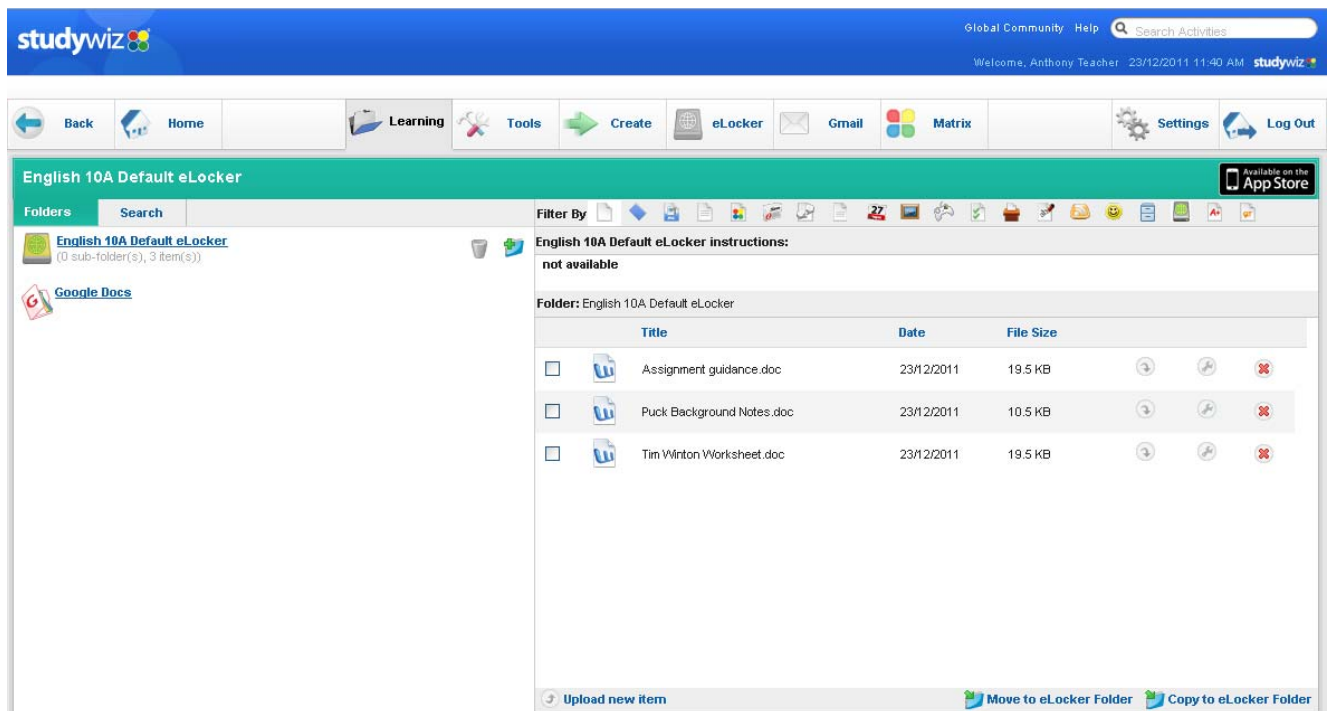 studywiz
Global Community Help Search Activities
Welcome, Anthony Teacher 23/12/2011 11:40 AM studywiz
Back Home Learning Tools Create eLocker Gmail Matrix Settings Log Out
English 10A Default eLocker
Available on the
App Store
Folders Search
Filter By
27
A+
English 10A Default eLocker
(0 sub-folder(s), 3 item(s))
Google Docs
English 10A Default eLocker instructions:
not available
Folder: English 10A Default eLocker
Title Date File Size
Assignment guidance.doc 23/12/2011 19.5 KB
Puck Background Notes.doc 23/12/2011 10.5 KB
Tim Winton Worksheet.doc 23/12/2011 19.5 KB
Upload new item Move to eLocker Folder Copy to eLocker Folder